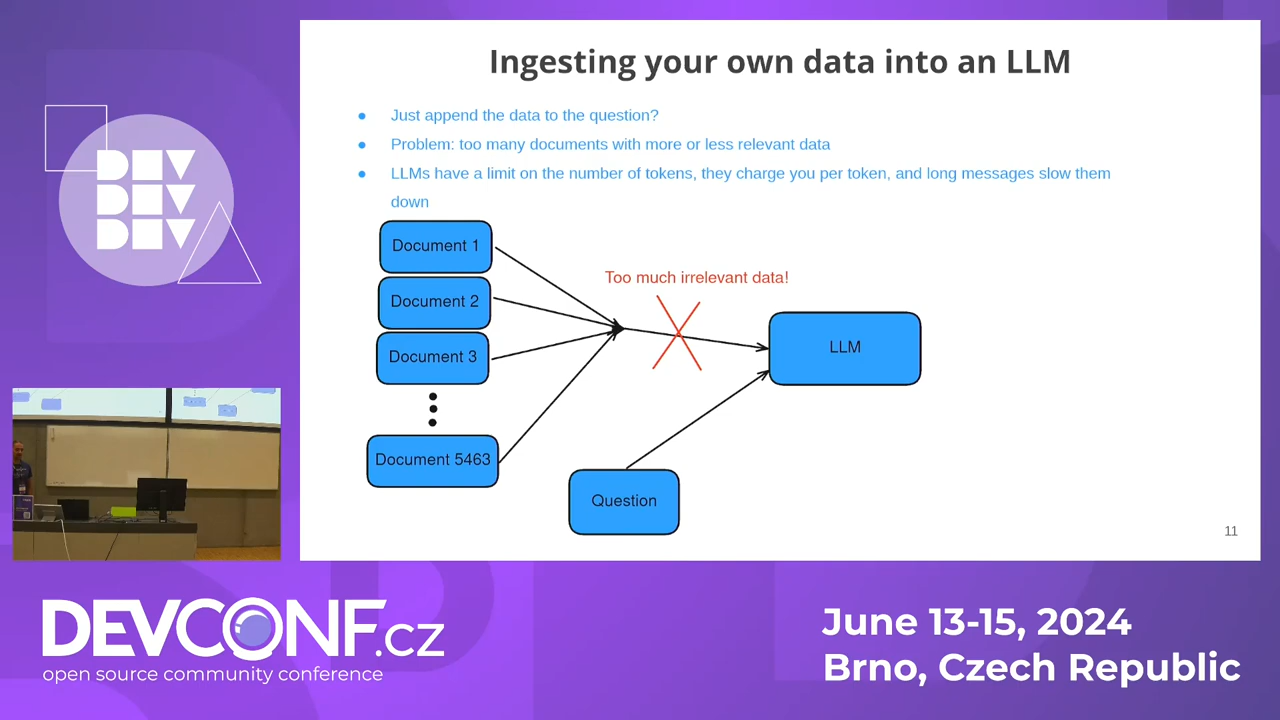 Ingesting your own data into an LLM
● Just append the data to the question?
● Problem: too many documents with more or less relevant data
● LLMs have a limit on the number of tokens, they charge you per token, and long messages slow them
down
Document 1
Document 2
Document 3
Document 5463
Too much irrelevant data!
LLM
Question
11
DEV
DEV
DEV
DEVCONF.cz
open source community conference
June 13-15, 2024
Brno, Czech Republic